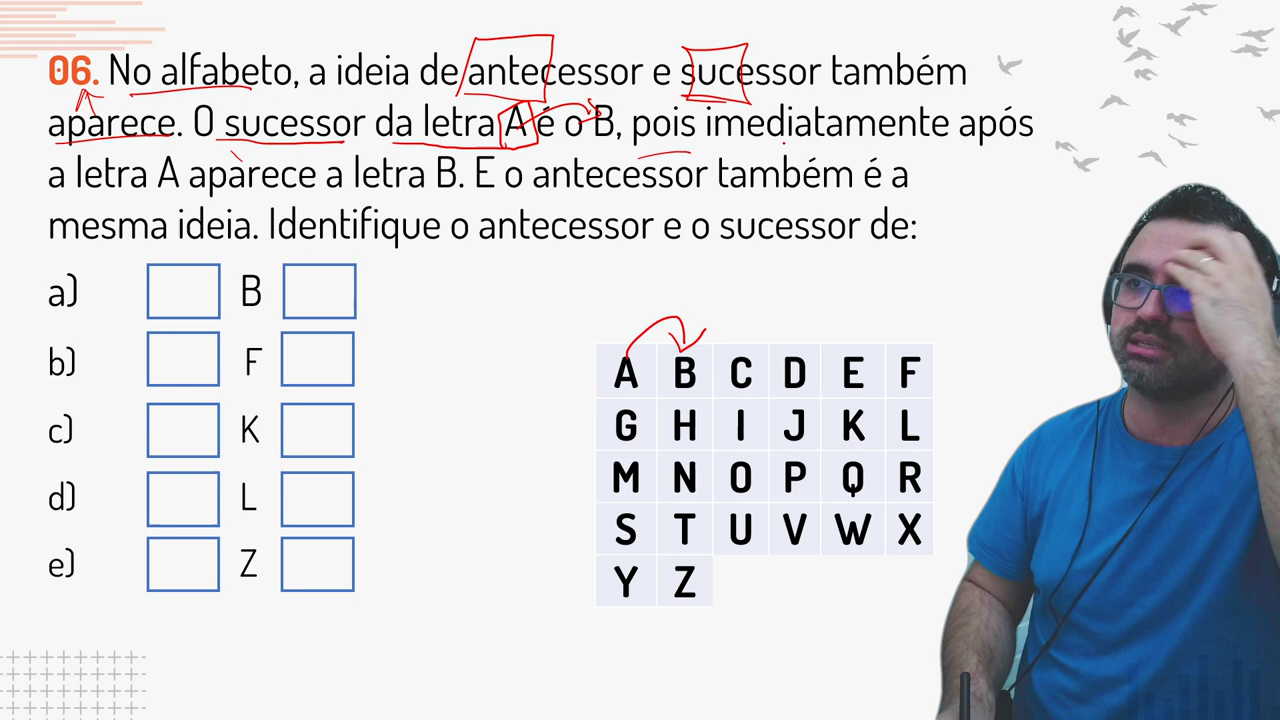 06. No alfabeto, a ideia de antecessor e sucessor também
aparece. O sucessor da letra A é o B, pois imediatamente após
a letra A aparece a letra B. E o antecessor também é a
mesma ideia. Identifique o antecessor e o sucessor de:
a) B
b) F
c) K
d) L
e) Z
A B C D E F
G H I J K L
M N O P Q R
S T U V W X
Y Z